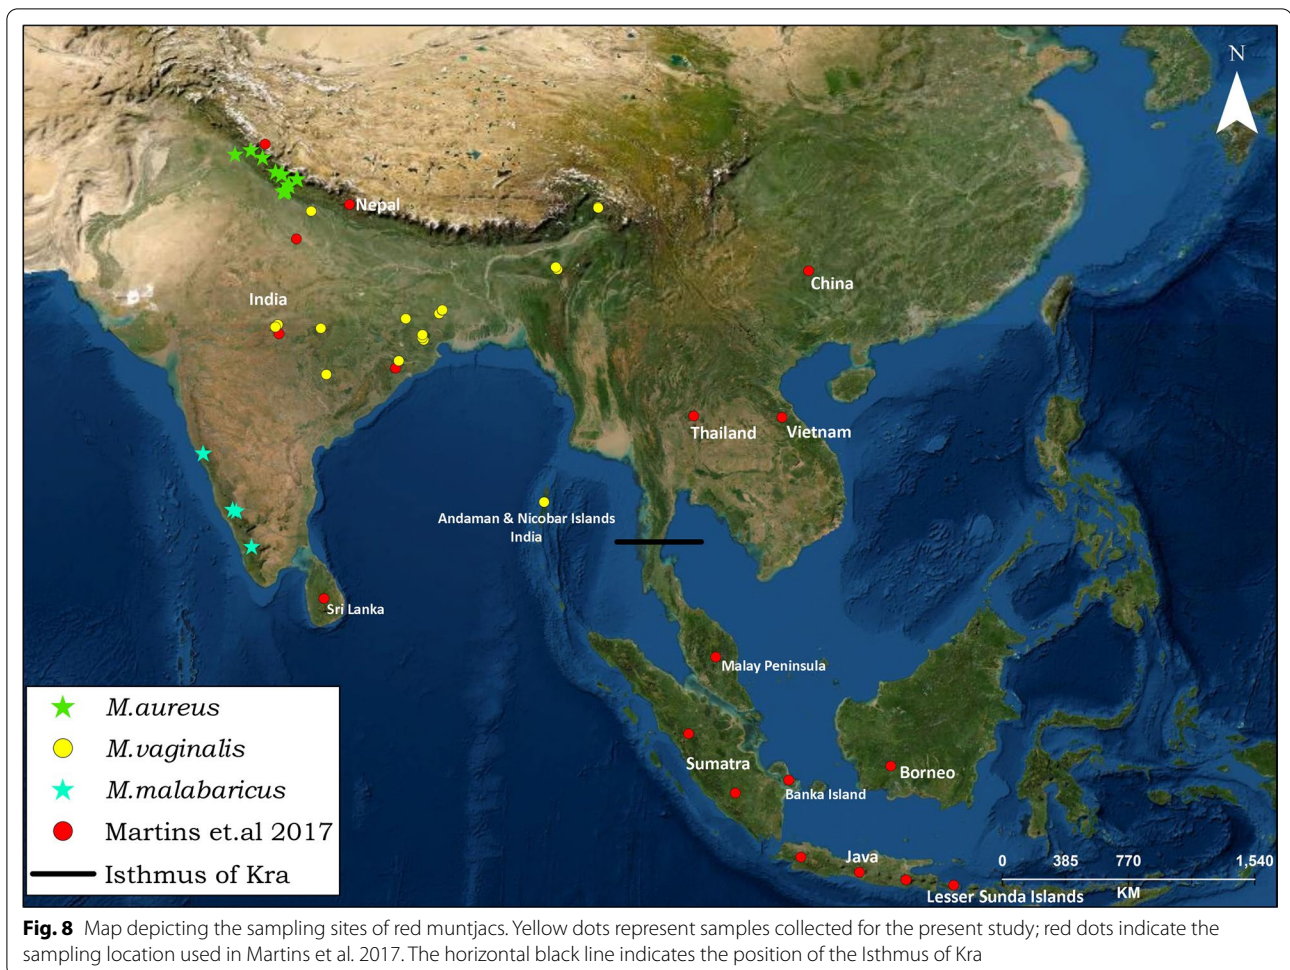 N
Nepal
China
India
Thailand
Vietnam
Andaman & Nicobar Islands
India
Sri Lanka
Malay Peninsula
M.aureus
M.vaginalis
M.malabaricus
Martins et.al 2017
Isthmus of Kra
Sumatra
Borneo
Banka Island
Java
0 385 770 1,540
KM
Lesser Sunda Islands
Fig. 8 Map depicting the sampling sites of red muntjacs. Yellow dots represent samples collected for the present study; red dots indicate the
sampling location used in Martins et al. 2017. The horizontal black line indicates the position of the Isthmus of Kra